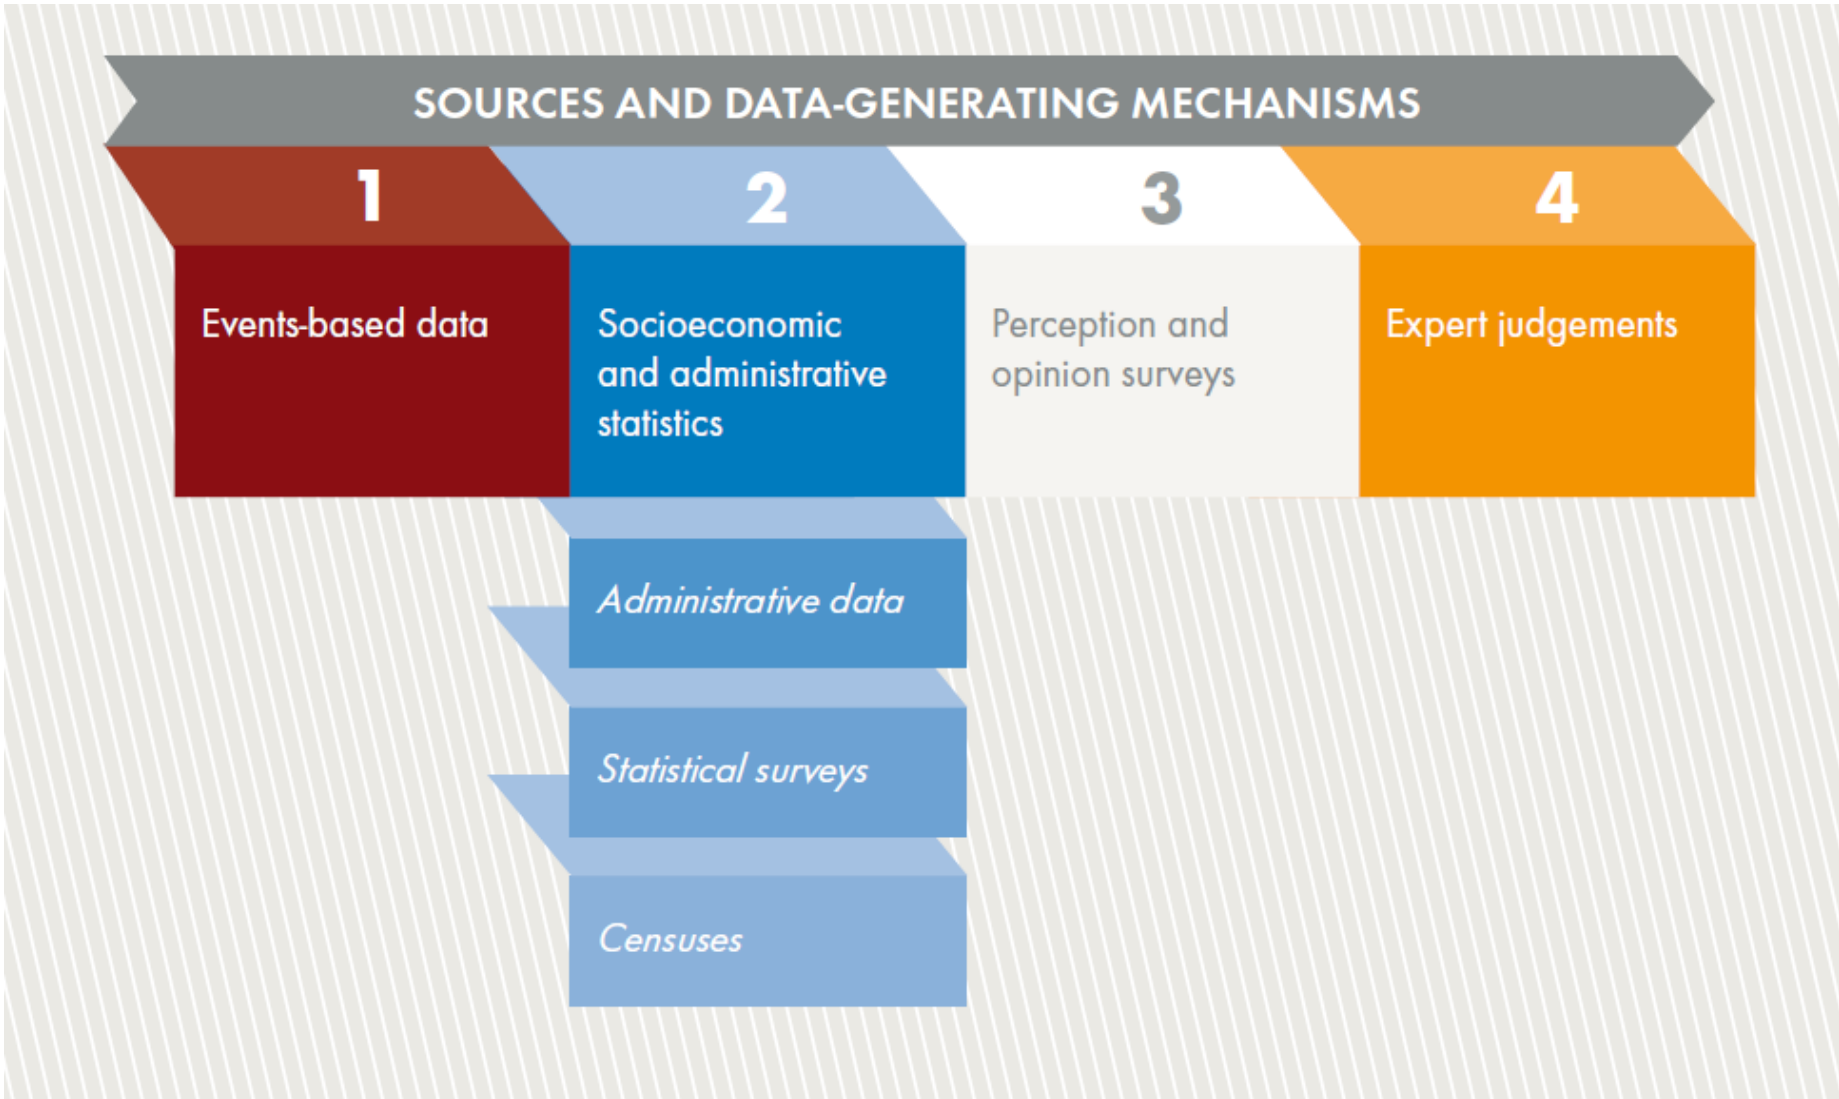 SOURCES AND DATA-GENERATING MECHANISMS
1
Events-based data
2
Socioeconomic
and administrative
statistics
Administrative data
Statistical surveys
Censuses
3
Perception and
opinion surveys
4
Expert judgements